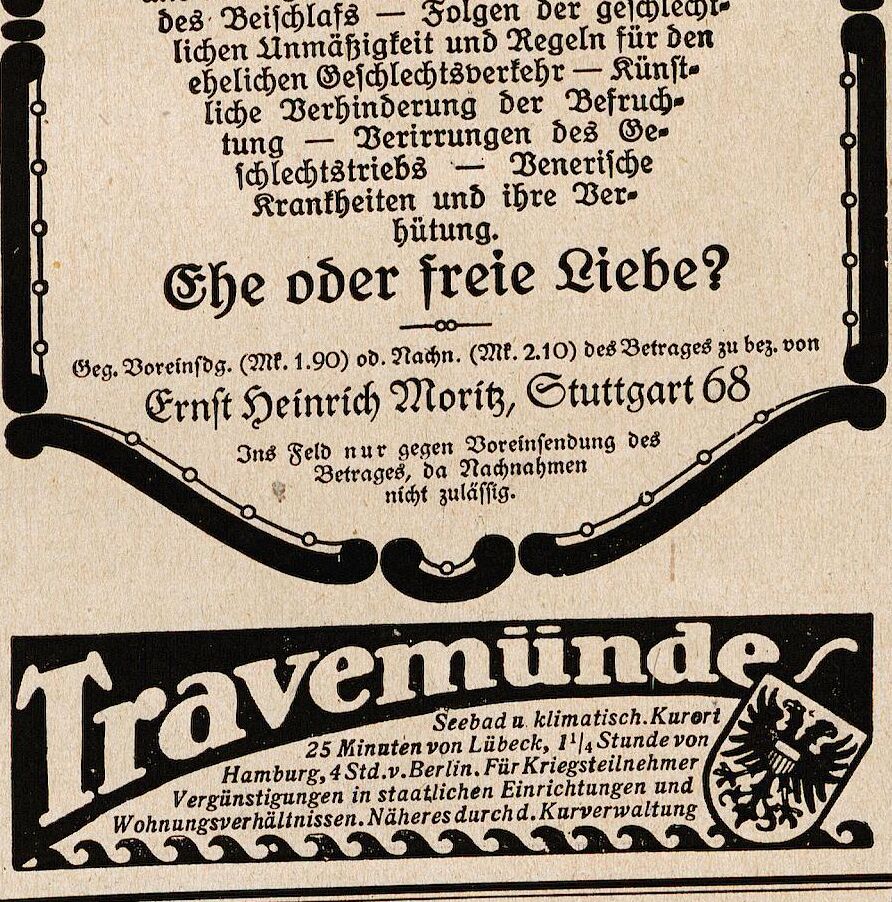 des Beischlafs — Folgen der geschlecht-
lichen Unmäßigkeit und Regeln für den
ehelichen Geschlechtsverkehr — Künst-
liche Verhinderung der Befruch-
tung — Verirrungen des Ge-
schlechtstriebs — Venerische
Krankheiten und ihre Ver-
hütung.
Ehe oder freie Liebe?
Geg. Voreinsdg. (Mk. 1.90) od. Nachn. (Mk. 2.10) des Betrages zu bez. von
Ernst Heinrich Moritz, Stuttgart 68
Ins Feld nur gegen Voreinsendung des
Betrages, da Nachnahmen
nicht zulässig.
Travemünde
Seebad u. klimatisch. Kurort
25 Minuten von Lübeck, 1 1/4 Stunde von
Hamburg, 4 Std. v. Berlin. Für Kriegsteilnehmer
Vergünstigungen in staatlichen Einrichtungen und
Wohnungsverhältnissen. Näheres durch d. Kurverwaltung